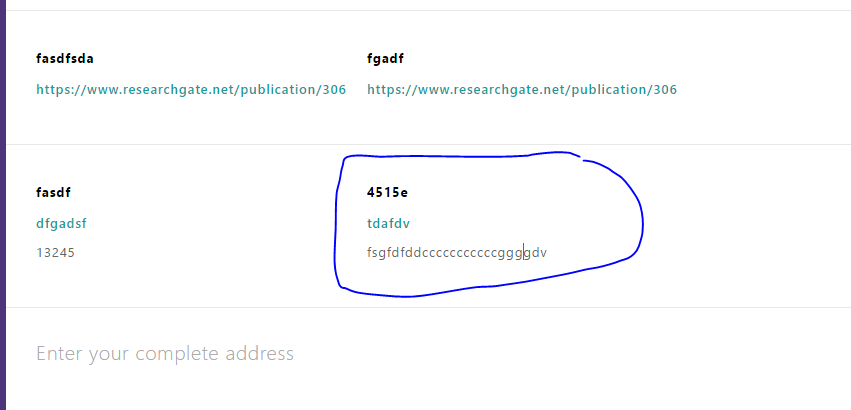 fasdfsda fgadf
https://www.researchgate.net/publication/306 https://www.researchgate.net/publication/306
fasdf 4515e
dfgadsf tdafdv
13245 fsgfdfddcccccccccccggggdv
Enter your complete address